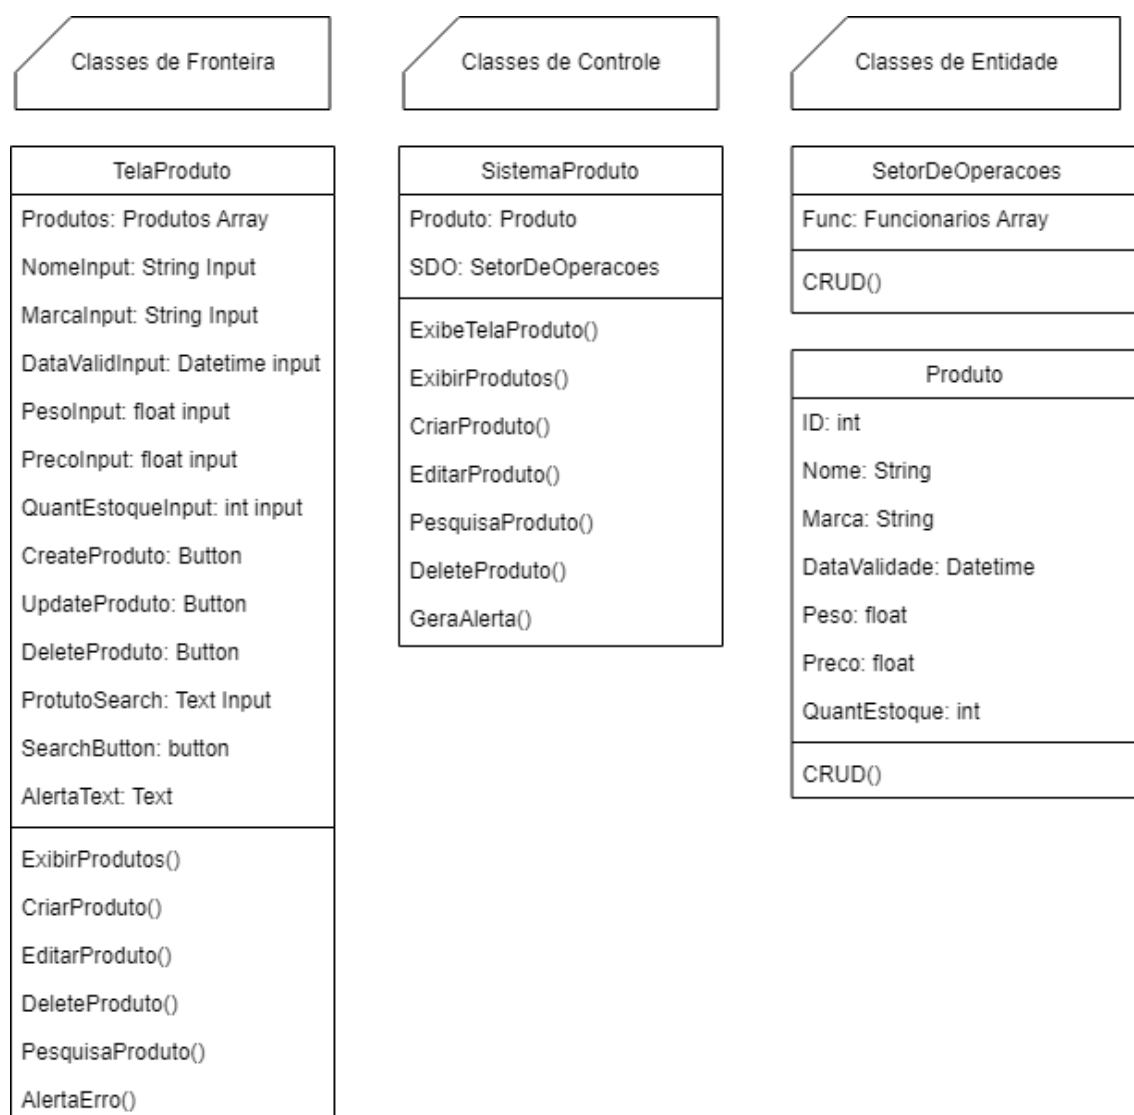 Classes de Fronteira
Classes de Controle
Classes de Entidade
TelaProduto
Produtos: Produtos Array
NomeInput: String Input
MarcaInput: String Input
DataValidInput: Datetime input
PesoInput: float input
PrecoInput: float input
QuantEstoqueInput: int input
CreateProduto: Button
UpdateProduto: Button
DeleteProduto: Button
ProtutoSearch: Text Input
SearchButton: button
AlertaText: Text
ExibirProdutos()
CriarProduto()
EditarProduto()
DeleteProduto()
PesquisaProduto()
AlertaErro()
SistemaProduto
Produto: Produto
SDO: SetorDeOperacoes
ExibeTelaProduto()
ExibirProdutos()
CriarProduto()
EditarProduto()
PesquisaProduto()
DeleteProduto()
GeraAlerta()
SetorDeOperacoes
Func: Funcionarios Array
CRUD()
Produto
ID: int
Nome: String
Marca: String
DataValidade: Datetime
Peso: float
Preco: float
QuantEstoque: int
CRUD()